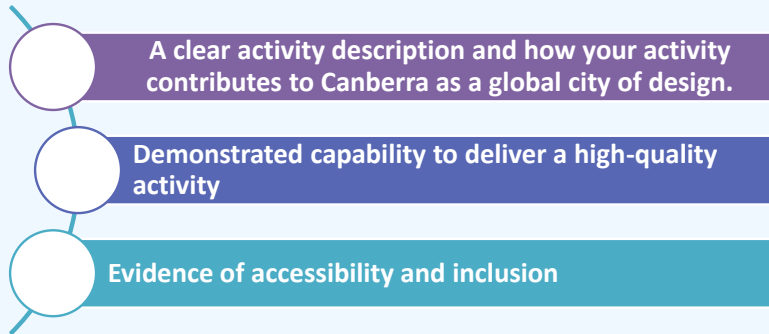 A clear activity description and how your activity
contributes to Canberra as a global city of design.
Demonstrated capability to deliver a high-quality
activity
Evidence of accessibility and inclusion